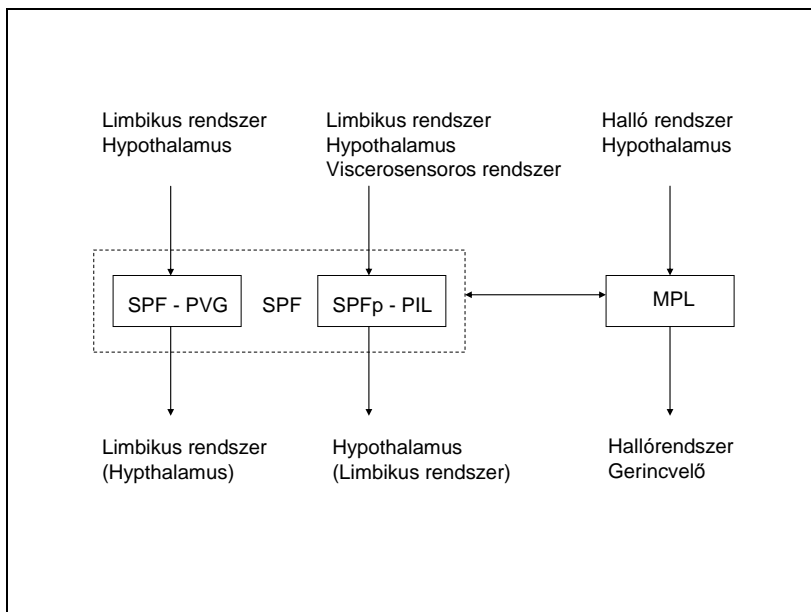 Limbikus rendszer
Hypothalamus
Limbikus rendszer
Hypothalamus
Viscerosensoros rendszer
Halló rendszer
Hypothalamus
SPF - PVG
SPF
SPFp - PIL
MPL
Limbikus rendszer
(Hypthalamus)
Hypothalamus
(Limbikus rendszer)
Hallórendszer
Gerincvelő